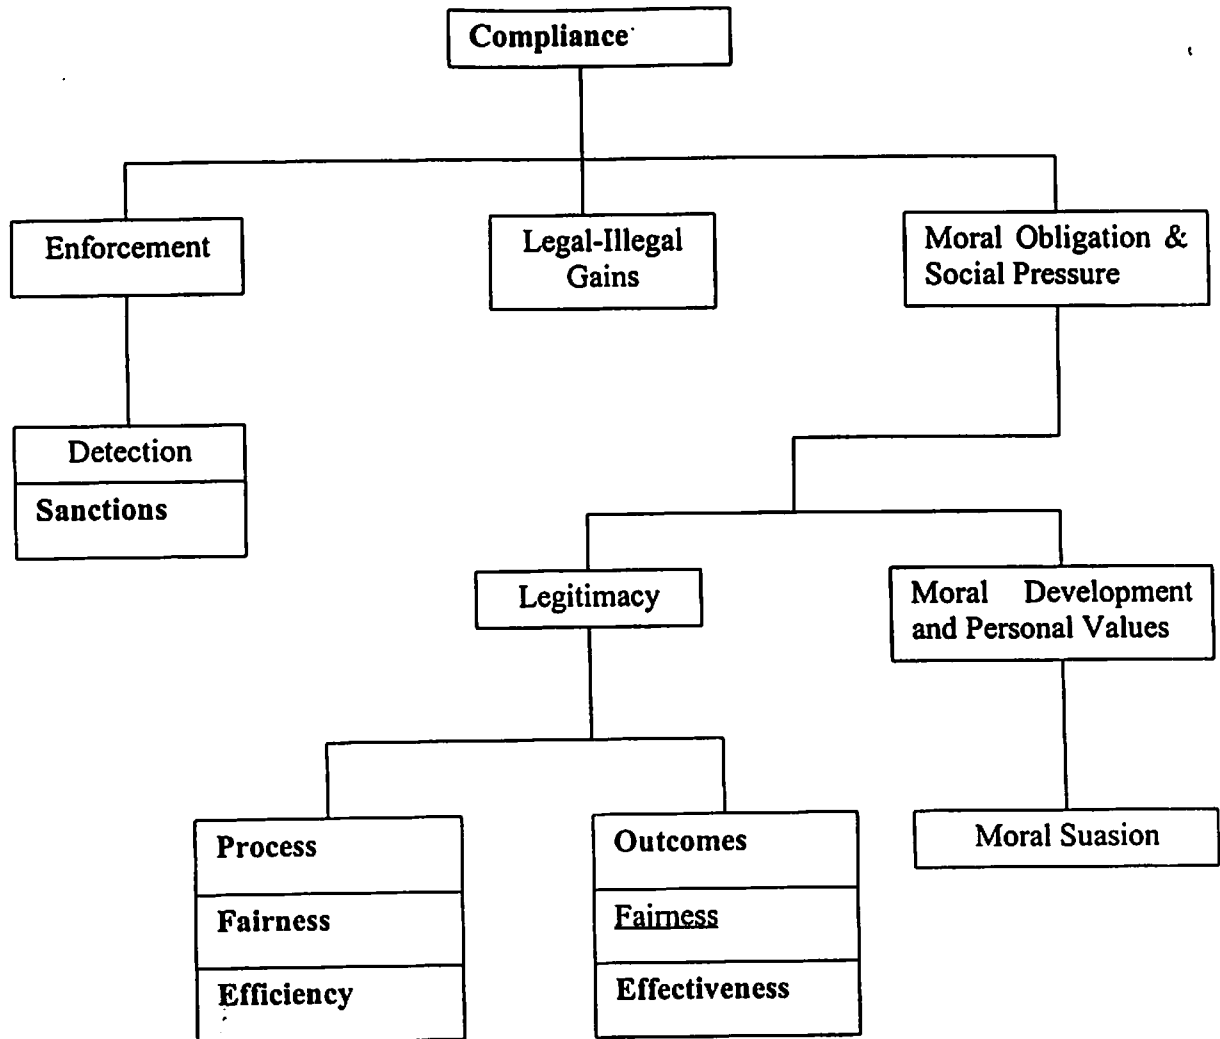 Compliance
Enforcement
Legal-Illegal
Gains
Moral Obligation &
Social Pressure
Detection
Sanctions
Legitimacy
Moral Development
and Personal Values
Process
Fairness
Efficiency
Outcomes
Fairness
Effectiveness
Moral Suasion